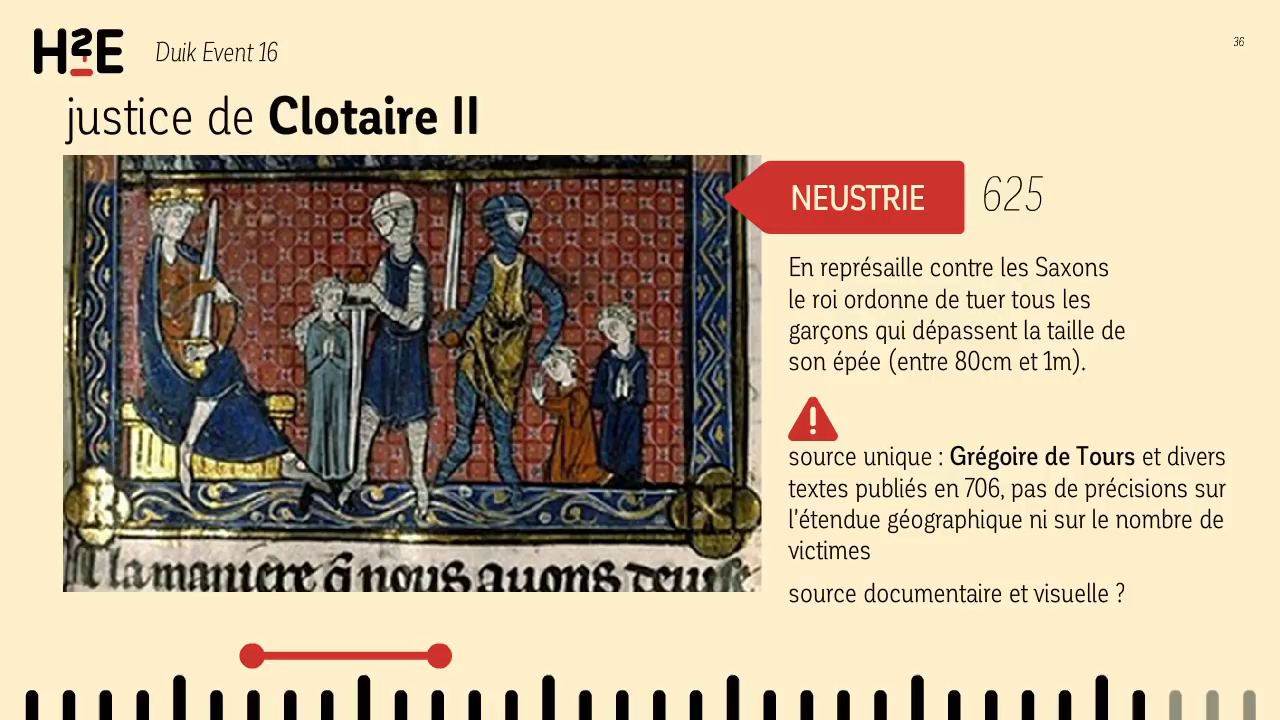 H2E
Duik Event 16
36
justice de Clotaire II
NEUSTRIE
625
En représaille contre les Saxons
le roi ordonne de tuer tous les
garçons qui dépassent la taille de
son épée (entre 80cm et 1m).
source unique : Grégoire de Tours et divers
textes publiés en 706, pas de précisions sur
l'étendue géographique ni sur le nombre de
victimes
source documentaire et visuelle ?
la maniere q̃ nous auons